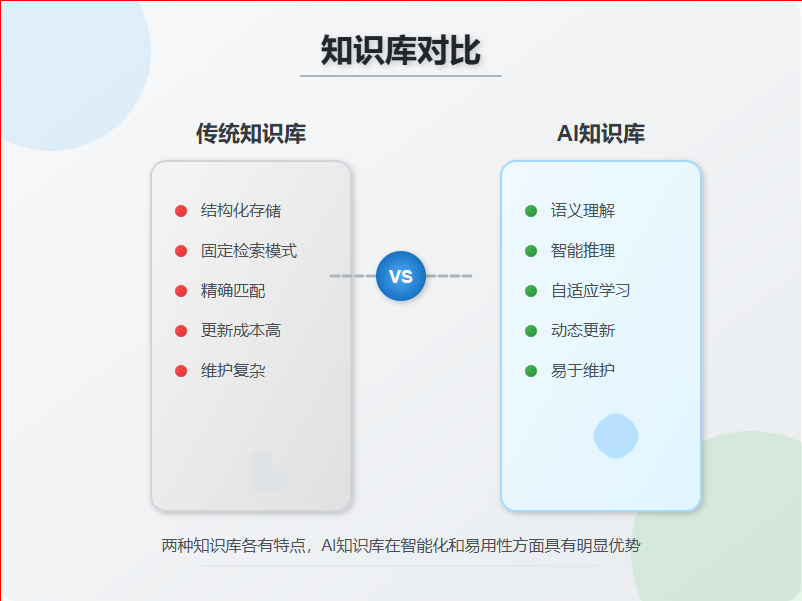 知识库对比
传统知识库
结构化存储
固定检索模式
精确匹配
更新成本高
维护复杂
VS
AI知识库
语义理解
智能推理
自适应学习
动态更新
易于维护
两种知识库各有特点，AI知识库在智能化和易用性方面具有明显优势